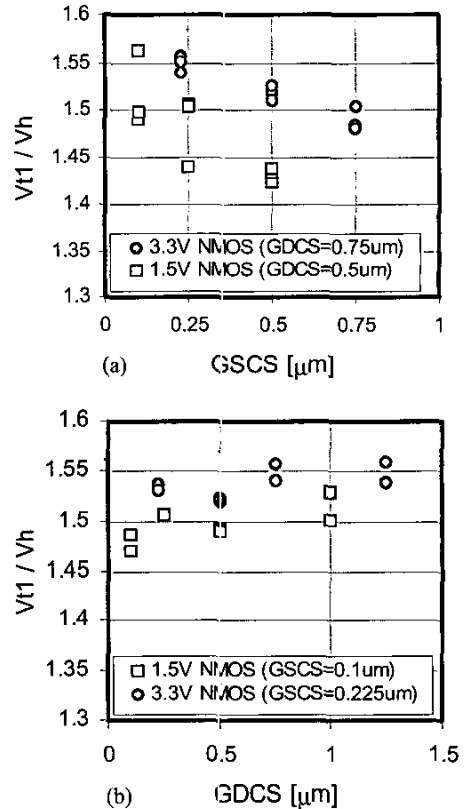 1.6
1.55
1.5
1.45
1.4
1.35
1.3
Vt1 / Vh
3.3V NMOS (GDCS=0.75um)
1.5V NMOS (GDCS=0.5um)
0 0.25 0.5 0.75 1
(a) GSCS [μm]
1.6
1.55
1.5
1.45
1.4
1.35
1.3
Vt1 / Vh
1.5V NMOS (GSCS=0.1um)
3.3V NMOS (GSCS=0.225um)
0 0.5 1 1.5
(b) GDCS [μm]